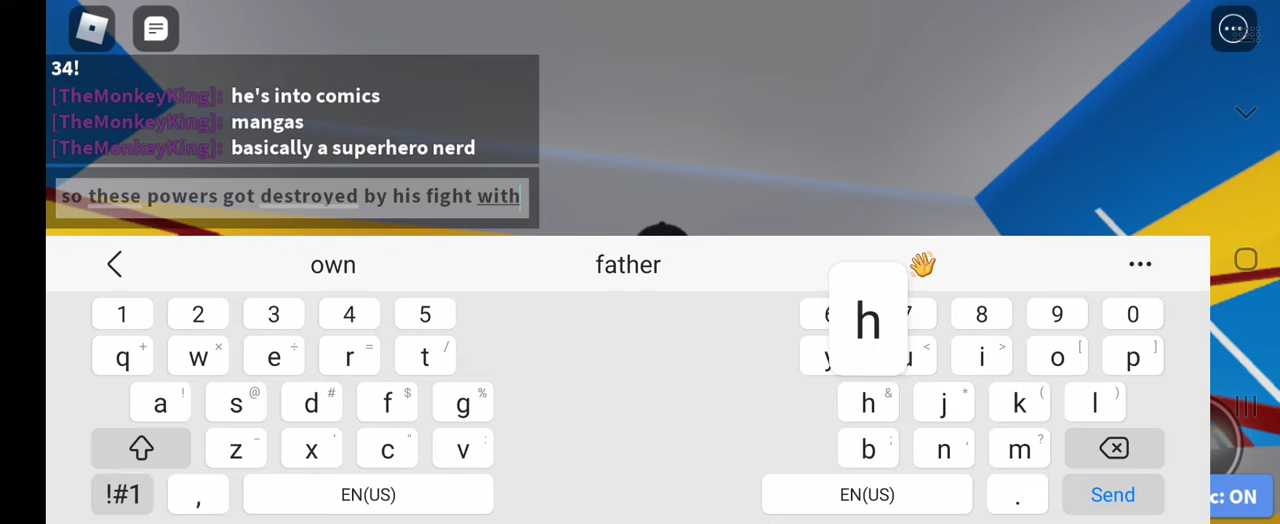 34!
[TheMonkeyKing]: he's into comics
[TheMonkeyKing]: mangas
[TheMonkeyKing]: basically a superhero nerd
so these powers got destroyed by his fight with
own father 👋 •••
1 2 3 4 5 8 9 0
q + w × e ÷ r = t / h < i > o [ p ]
a ! s @ d # f $ g % h & j * k ( l )
z - x ' c " v : b ; n , m ?
!#1 , EN(US) EN(US) . Send
c: ON